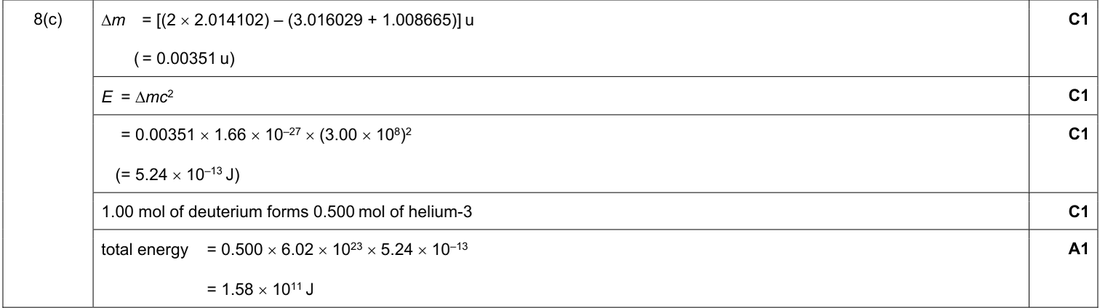 8(c) Δm = [(2 × 2.014102) – (3.016029 + 1.008665)] u C1
( = 0.00351 u)
E = Δmc² C1
= 0.00351 × 1.66 × 10⁻²⁷ × (3.00 × 10⁸)² C1
(= 5.24 × 10⁻¹³ J)
1.00 mol of deuterium forms 0.500 mol of helium-3 C1
total energy = 0.500 × 6.02 × 10²³ × 5.24 × 10⁻¹³ A1
= 1.58 × 10¹¹ J